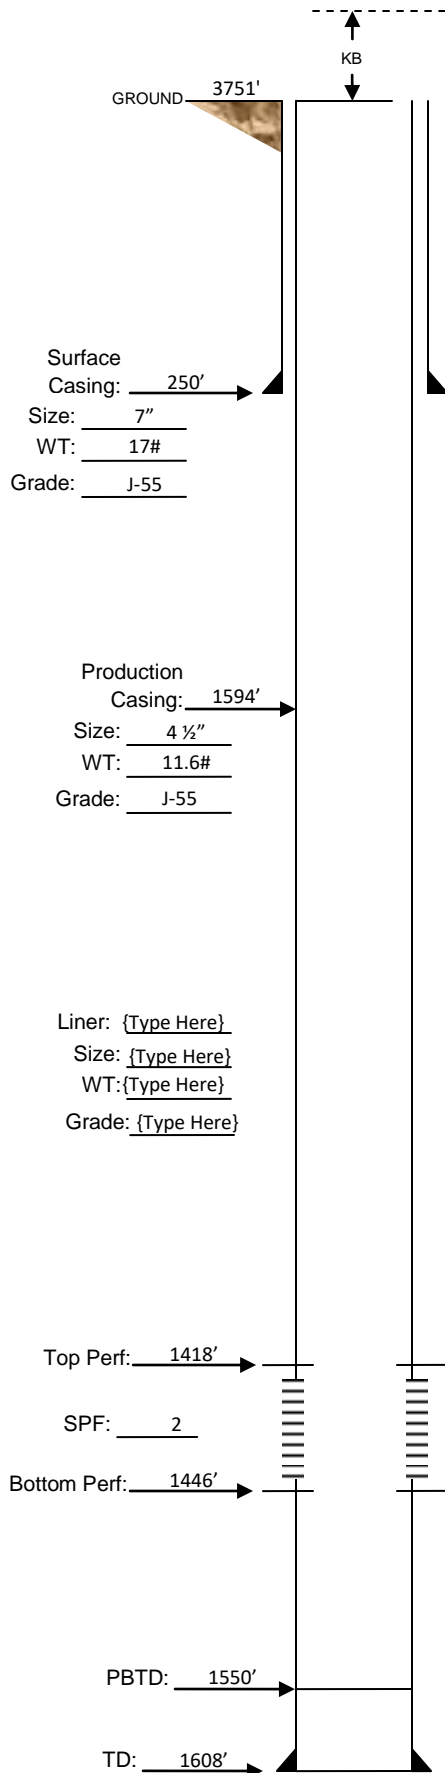 KB
GROUND 3751'
Surface
Casing: 250’
Size: 7”
WT: 17#
Grade: J-55
Production
Casing: 1594’
Size: 4 ½”
WT: 11.6#
Grade: J-55
Liner: {Type Here}
Size: {Type Here}
WT:{Type Here}
Grade: {Type Here}
Top Perf: 1418’
SPF: 2
Bottom Perf: 1446’
PBTD: 1550’
TD: 1608’